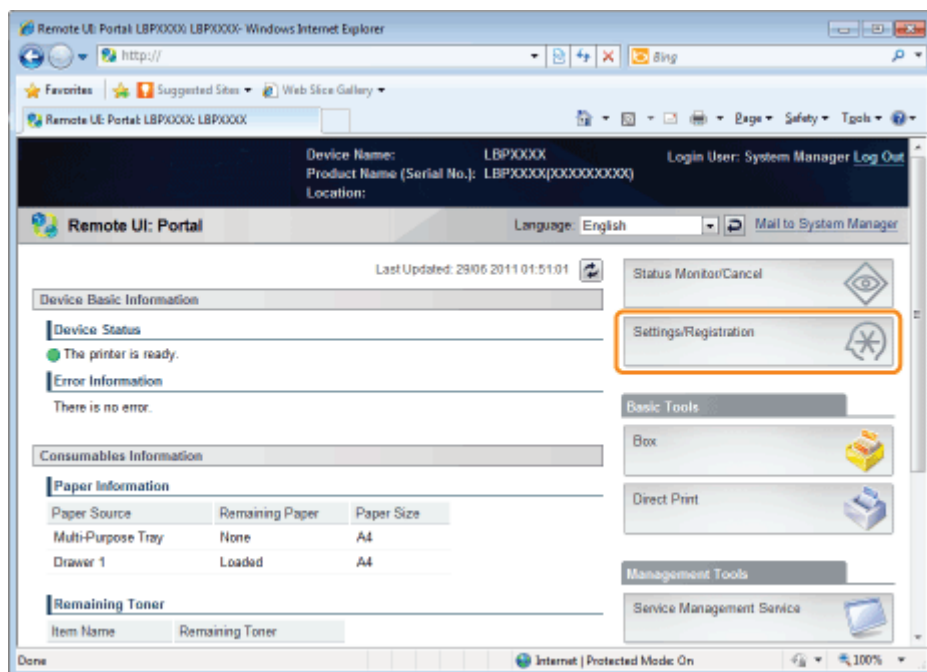 Remote UI: Portal: LBPXXXX: LBPXXXX- Windows Internet Explorer
http://
Bing
Favorites Suggested Sites Web Slice Gallery
Remote UI: Portal: LBPXXXX: LBPXXXX
Page Safety Tools
Device Name: LBPXXXX
Login User: System Manager Log Out
Product Name (Serial No.): LBPXXXX(XXXXXXXXX)
Location:
Remote UI: Portal
Language: English
Mail to System Manager
Last Updated: 29/06 2011 01:51:01
Device Basic Information
Device Status
The printer is ready.
Error Information
There is no error.
Consumables Information
Paper Information
Paper Source Remaining Paper Paper Size
Multi-Purpose Tray None A4
Drawer 1 Loaded A4
Remaining Toner
Item Name Remaining Toner
Status Monitor/Cancel
Settings/Registration
Basic Tools
Box
Direct Print
Management Tools
Service Management Service
Done
Internet | Protected Mode: On
100%